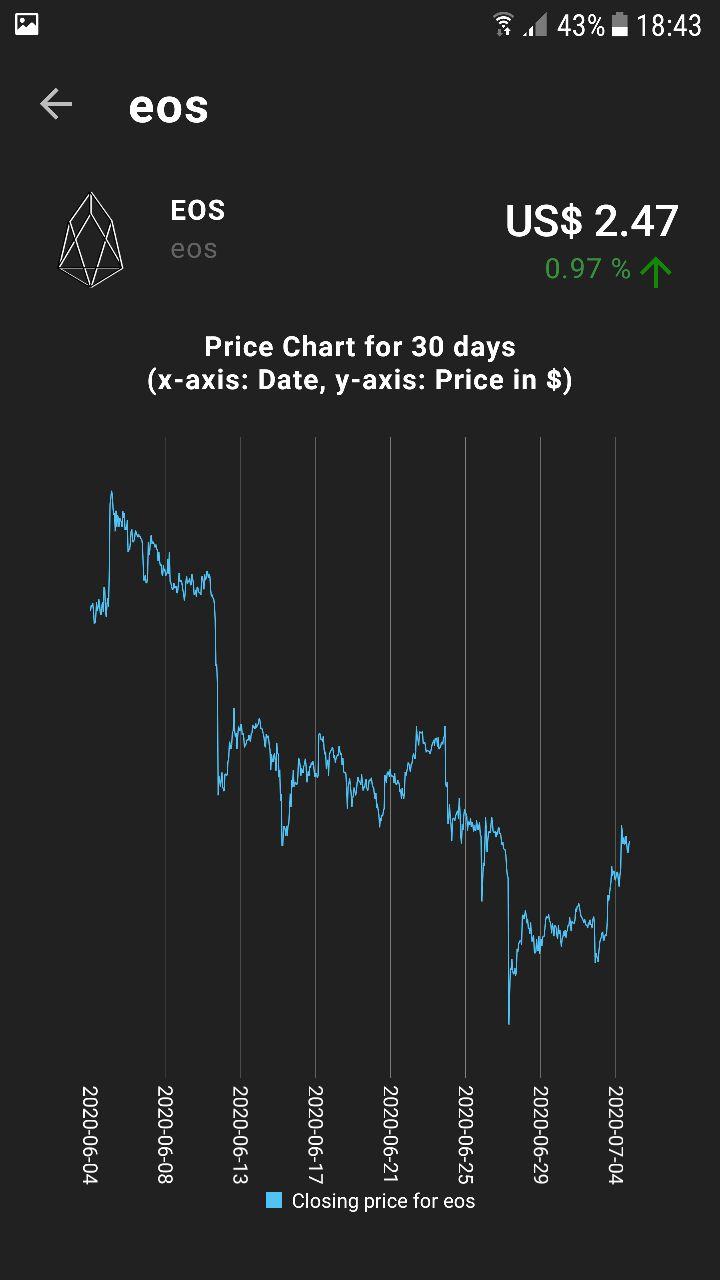 43% 18:43
eos
EOS
eos
US$ 2.47
0.97 %
Price Chart for 30 days
(x-axis: Date, y-axis: Price in $)
2020-06-04
2020-06-08
2020-06-13
2020-06-17
2020-06-21
2020-06-25
2020-06-29
2020-07-04
Closing price for eos